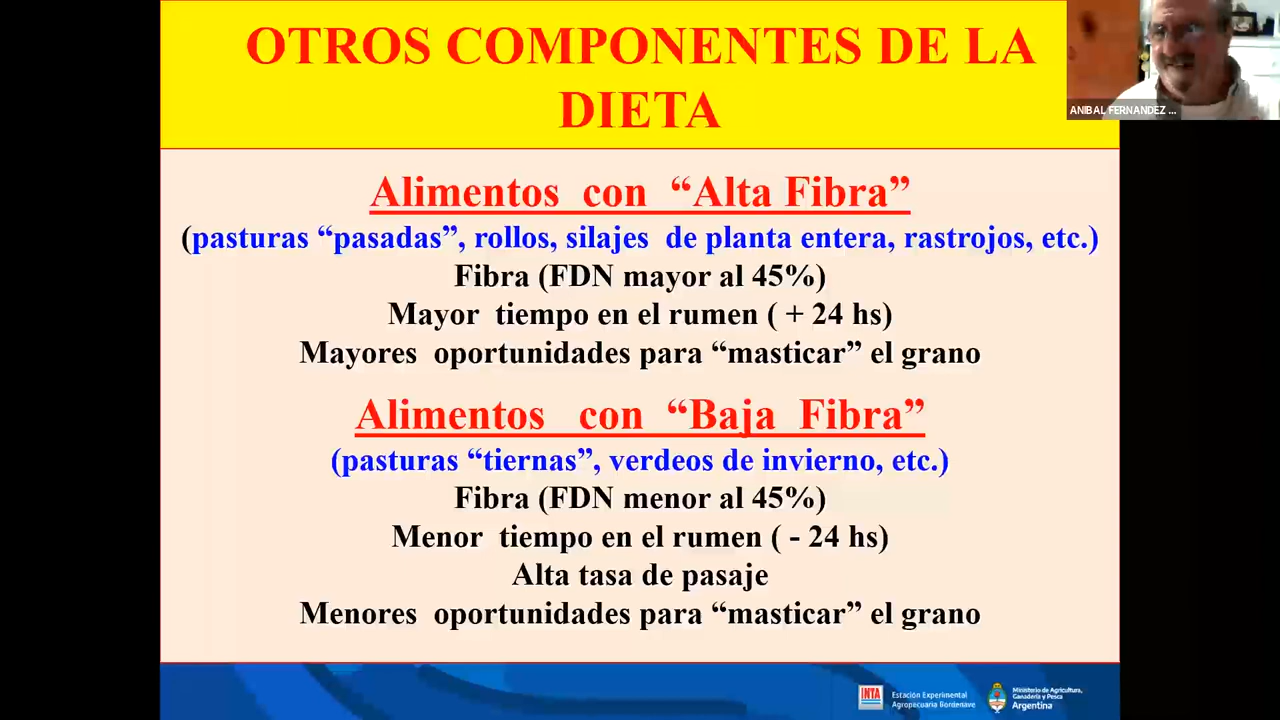 OTROS COMPONENTES DE LA
DIETA
ANIBAL FERNANDEZ ...
Alimentos con “Alta Fibra”
(pasturas “pasadas”, rollos, silajes de planta entera, rastrojos, etc.)
Fibra (FDN mayor al 45%)
Mayor tiempo en el rumen ( + 24 hs)
Mayores oportunidades para “masticar” el grano
Alimentos con “Baja Fibra”
(pasturas “tiernas”, verdeos de invierno, etc.)
Fibra (FDN menor al 45%)
Menor tiempo en el rumen ( - 24 hs)
Alta tasa de pasaje
Menores oportunidades para “masticar” el grano
INTA
Estación Experimental
Agropecuaria Bordenave
Ministerio de Agricultura,
Ganadería y Pesca
Argentina